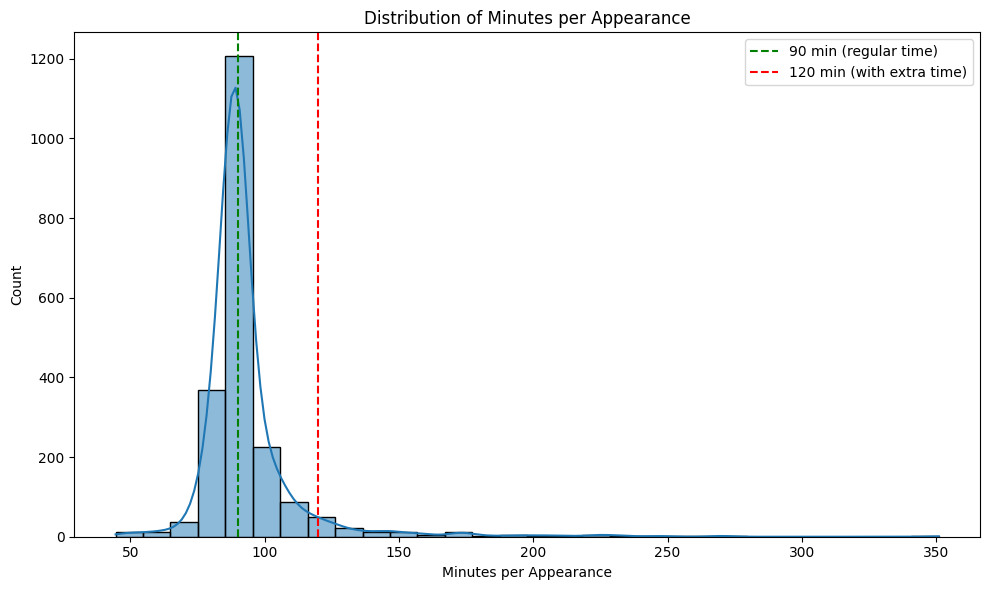 Distribution of Minutes per Appearance
90 min (regular time)
120 min (with extra time)
Count
1200
1000
800
600
400
200
0
50
100
150
200
250
300
350
Minutes per Appearance